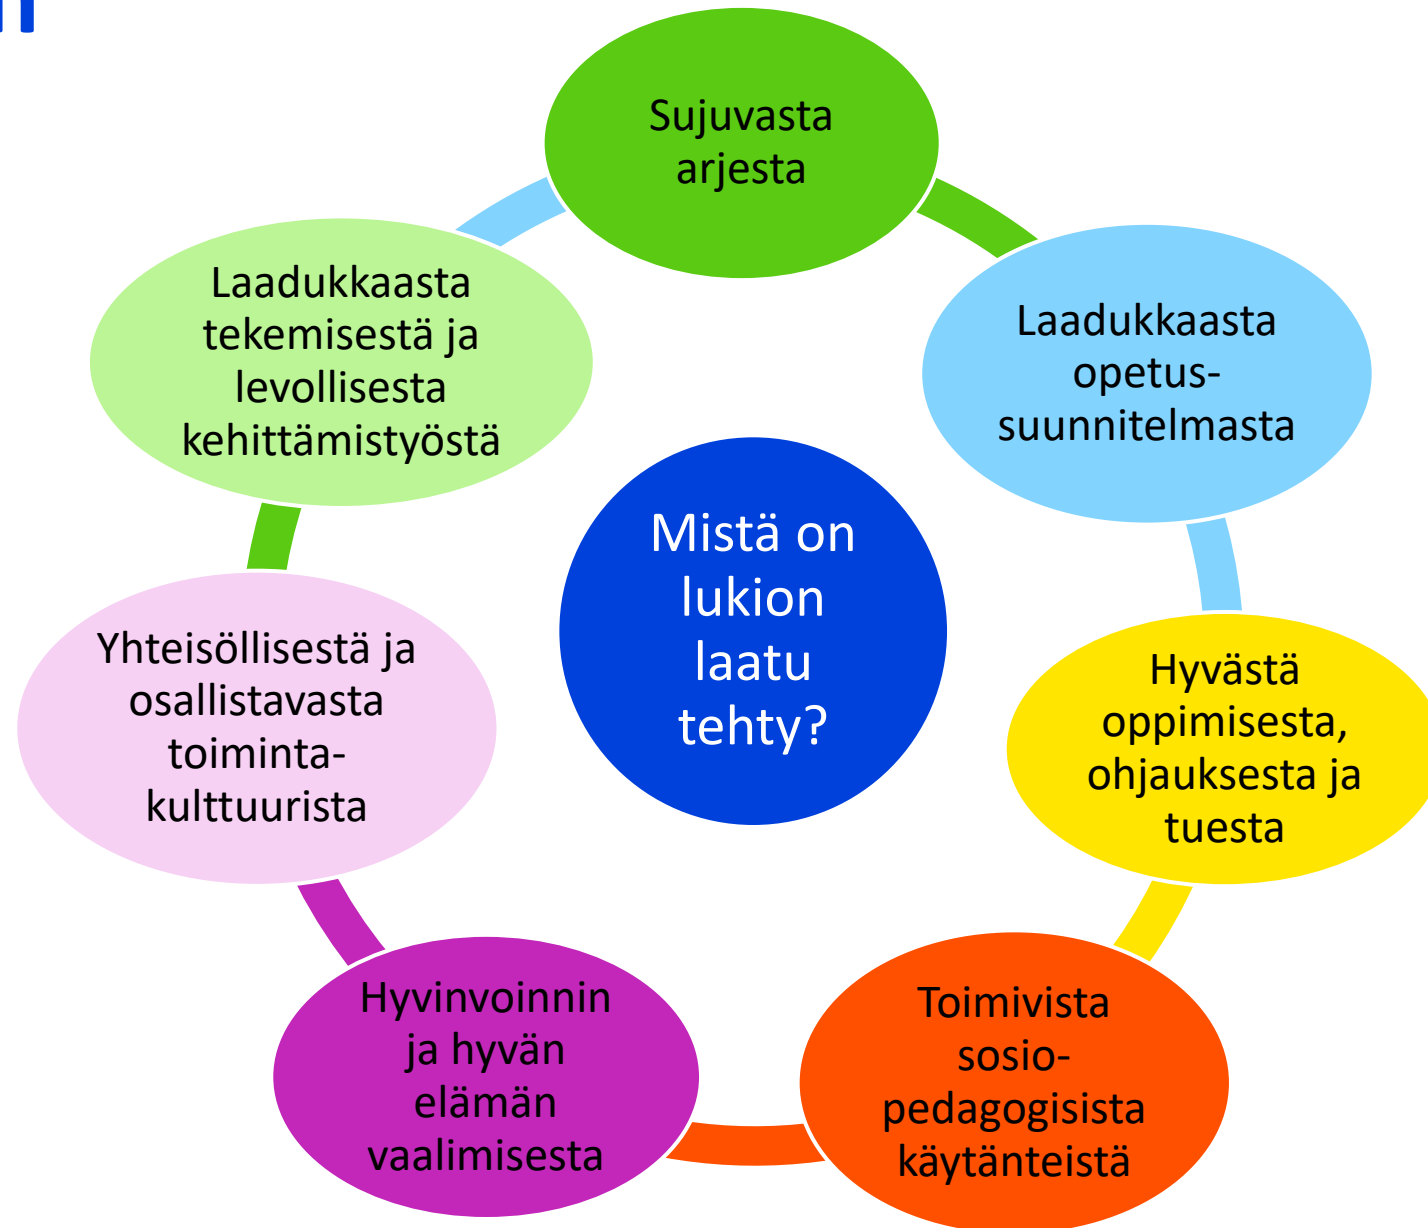 Sujuvasta
arjesta
Laadukkaasta
opetus-
suunnitelmasta
Hyvästä
oppimisesta,
ohjauksesta ja
tuesta
Toimivista
sosio-
pedagogisista
käytänteistä
Hyvinvoinnin
ja hyvän
elämän
vaalimisesta
Yhteisöllisestä ja
osallistavasta
toiminta-
kulttuurista
Laadukkaasta
tekemisestä ja
levollisesta
kehittämistyöstä
Mistä on
lukion
laatu
tehty?